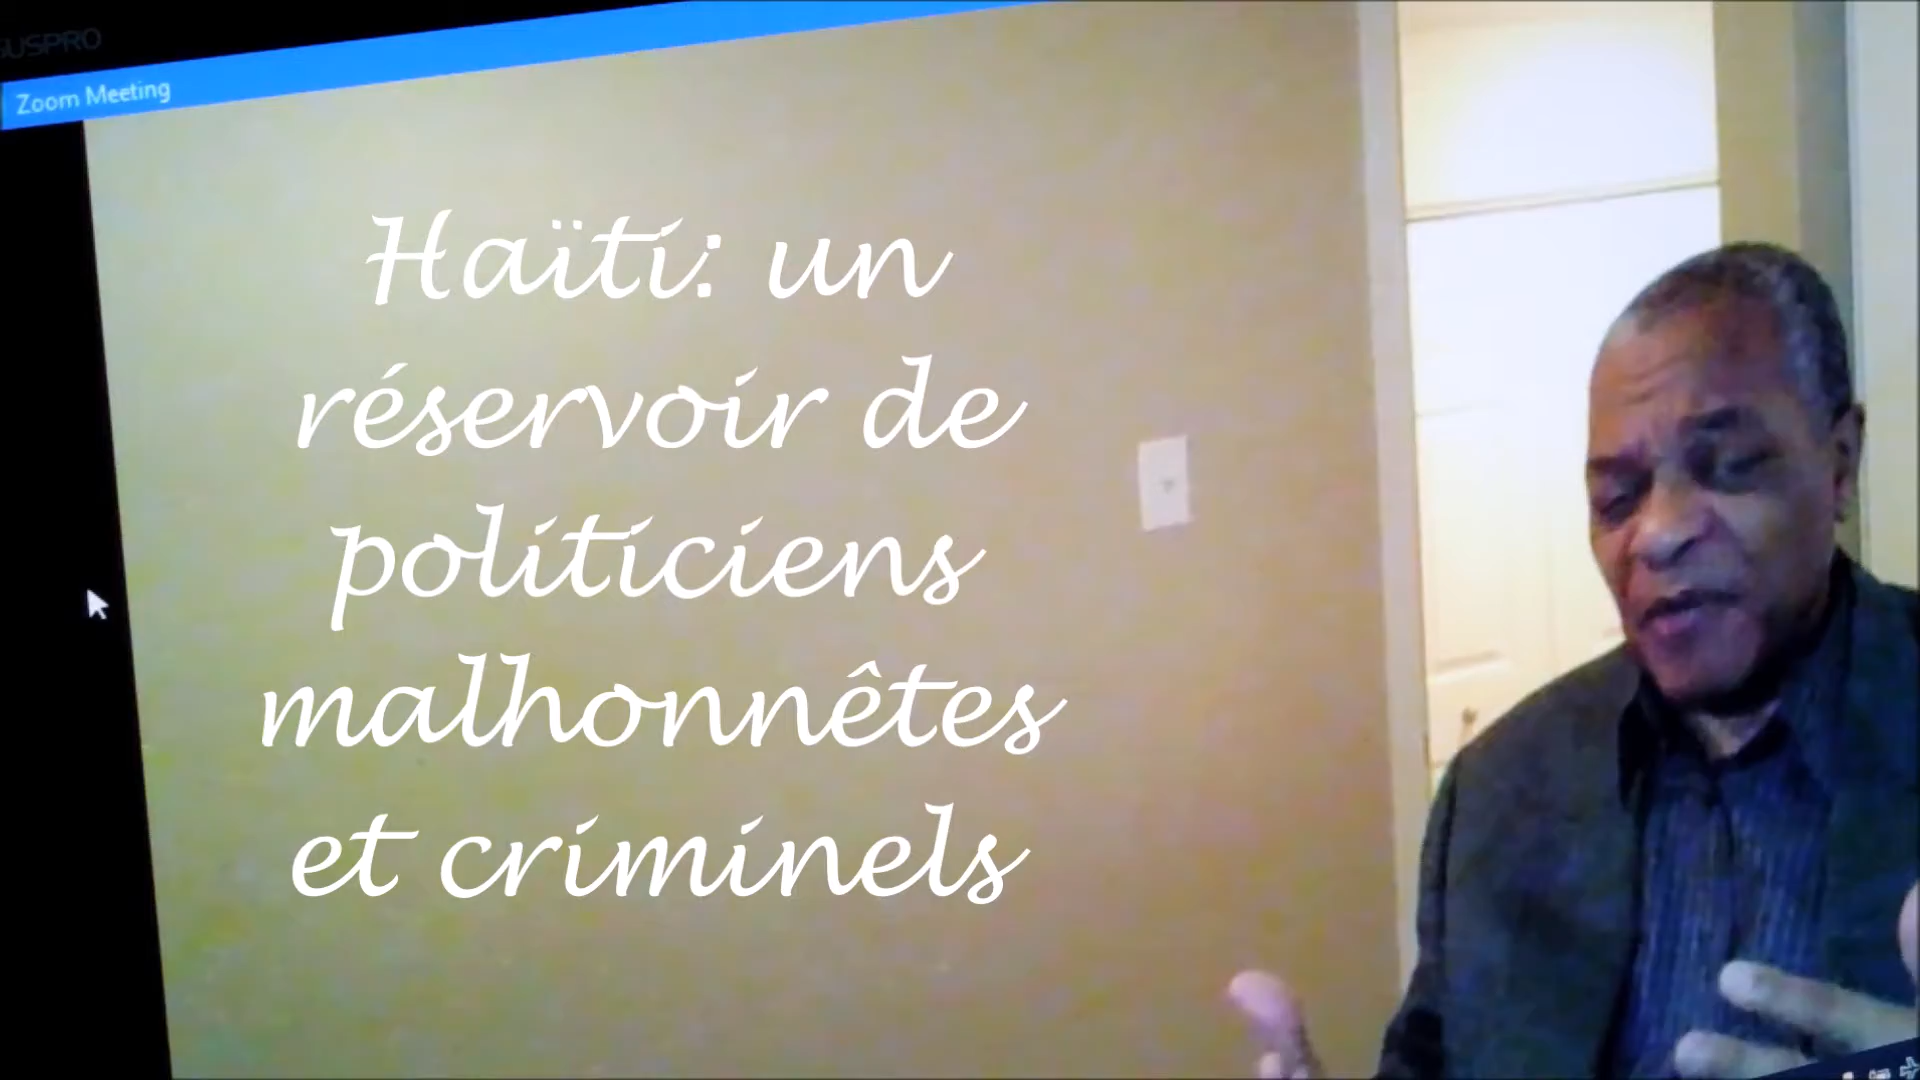 Zoom Meeting
Haïti: un
réservoir de
politiciens
malhonnêtes
et criminels